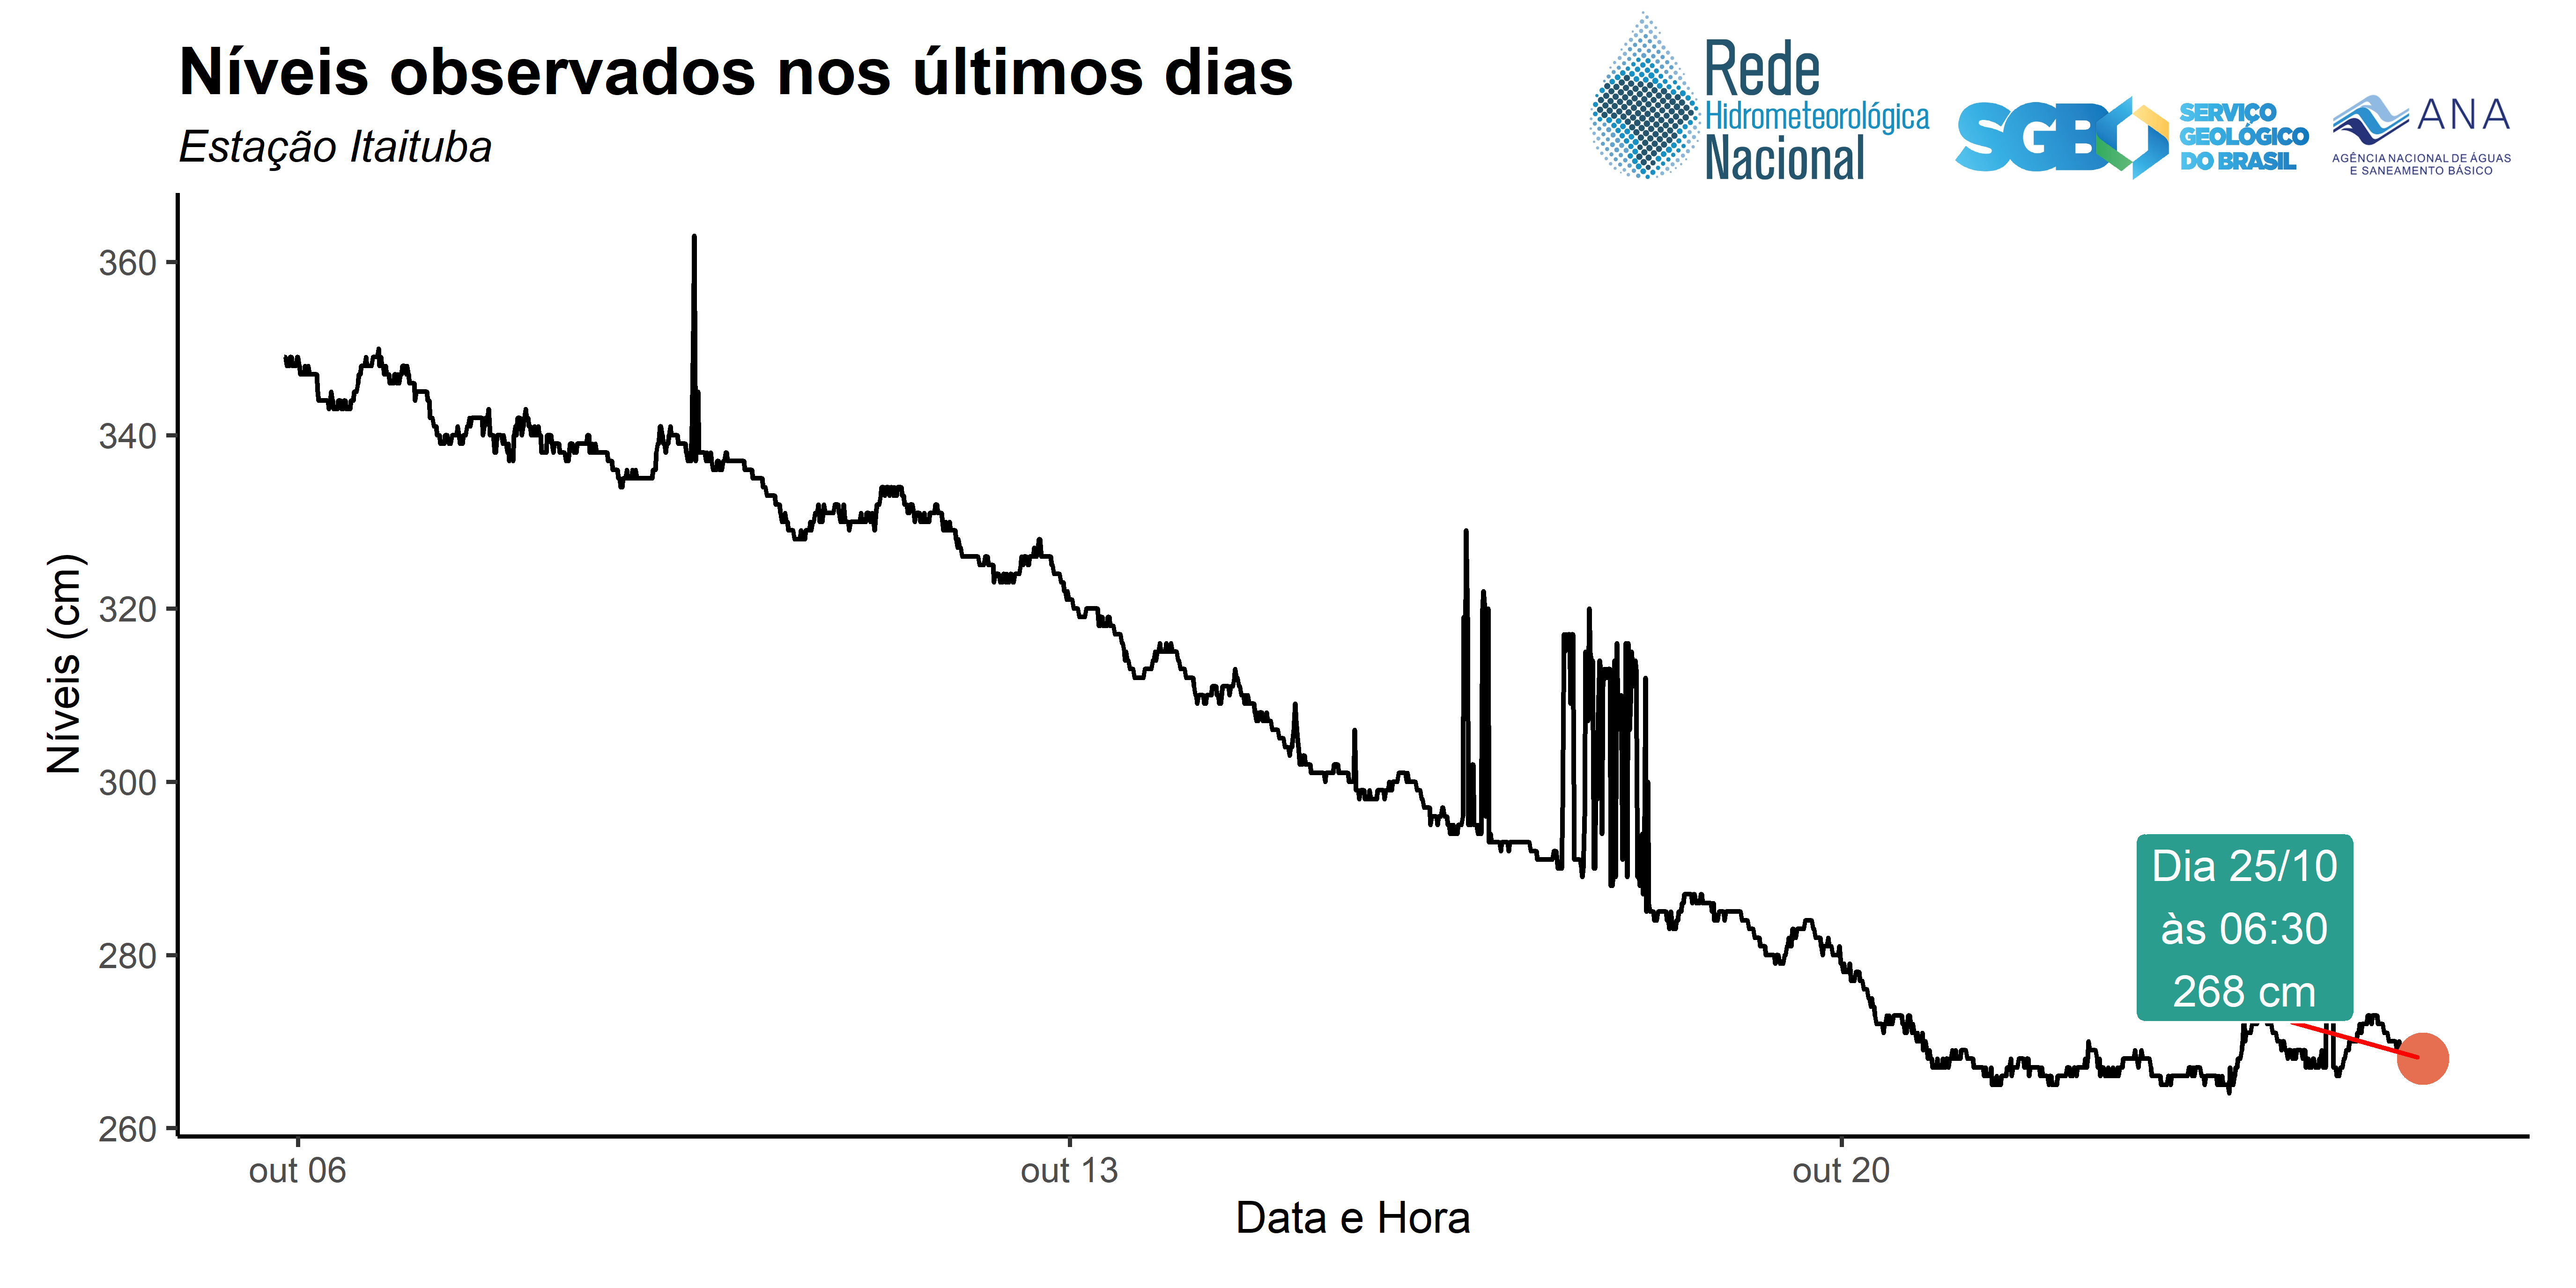 Níveis observados nos últimos dias
Estação Itaituba
Rede
Hidrometeorológica
Nacional
SGB
SERVIÇO
GEOLÓGICO
DO BRASIL
ANA
AGÊNCIA NACIONAL DE ÁGUAS
E SANEAMENTO BÁSICO
Níveis (cm)
360
340
320
300
280
260
Dia 25/10
às 06:30
268 cm
out 06
out 13
out 20
Data e Hora